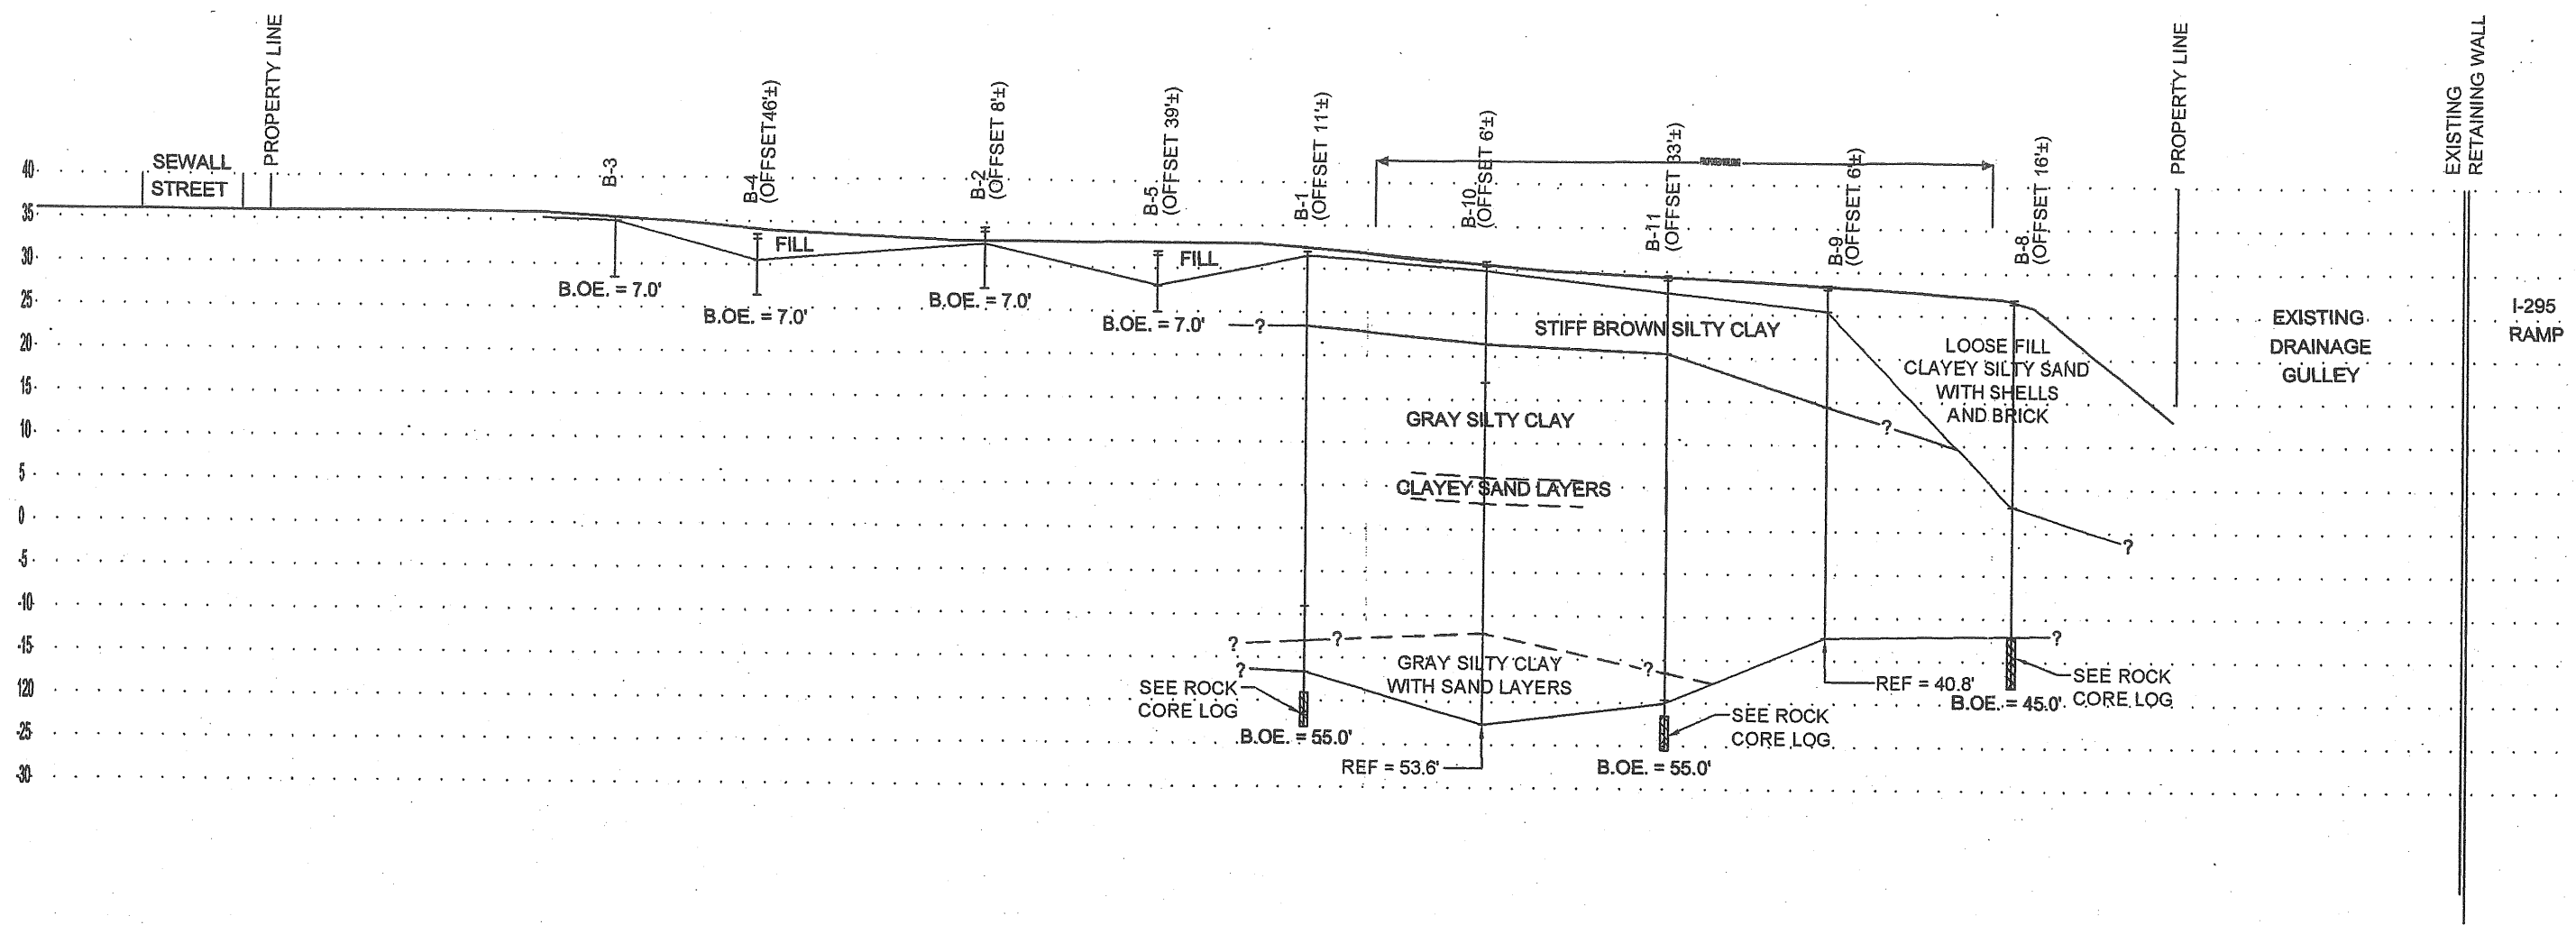 PROPERTY LINE
B-4
(OFFSET46'±)
B-2
(OFFSET 8'±)
B-5
(OFFSET 39'±)
B-1
(OFFSET 11'±)
B-10
(OFFSET 6'±)
B-11
(OFFSET 33'±)
B-9
(OFFSET 6'±)
B-8
(OFFSET 16'±)
PROPERTY LINE
EXISTING
RETAINING WALL
B-3
SEWALL
STREET
40
35
30
25
20
15
10
5
0
-5
-10
-15
120
-25
-30
FILL
FILL
B.OE. = 7.0'
B.OE. = 7.0'
B.OE. = 7.0'
B.OE. = 7.0'
?
STIFF BROWN SILTY CLAY
LOOSE FILL
CLAYEY SILTY SAND
WITH SHELLS
AND BRICK
EXISTING
DRAINAGE
GULLEY
I-295
RAMP
GRAY SILTY CLAY
?
CLAYEY SAND LAYERS
?
?
?
?
?
?
GRAY SILTY CLAY
WITH SAND LAYERS
SEE ROCK
CORE LOG
B.OE. = 55.0'
REF = 53.6'
SEE ROCK
CORE LOG
B.OE. = 55.0'
REF = 40.8'
SEE ROCK
CORE LOG
B.OE. = 45.0'